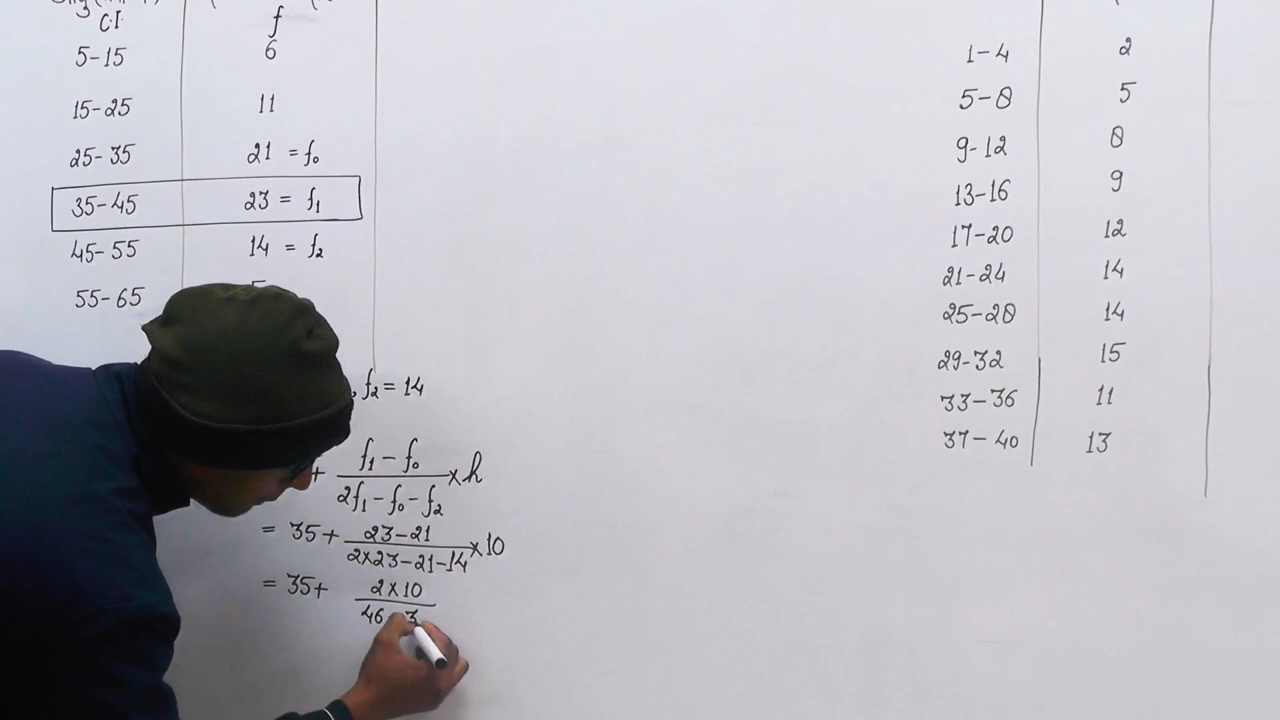 C.I f
5-15 6
15-25 11
25-35 21 = f₀
35-45 23 = f₁
45-55 14 = f₂
55-65
, f₂ = 14
+ (f₁ - f₀)/(2f₁ - f₀ - f₂) × h
= 35 + (23-21)/(2×23-21-14) × 10
= 35 + (2×10)/(46-3
1-4 2
5-8 5
9-12 8
13-16 9
17-20 12
21-24 14
25-28 14
29-32 15
33-36 11
37-40 13